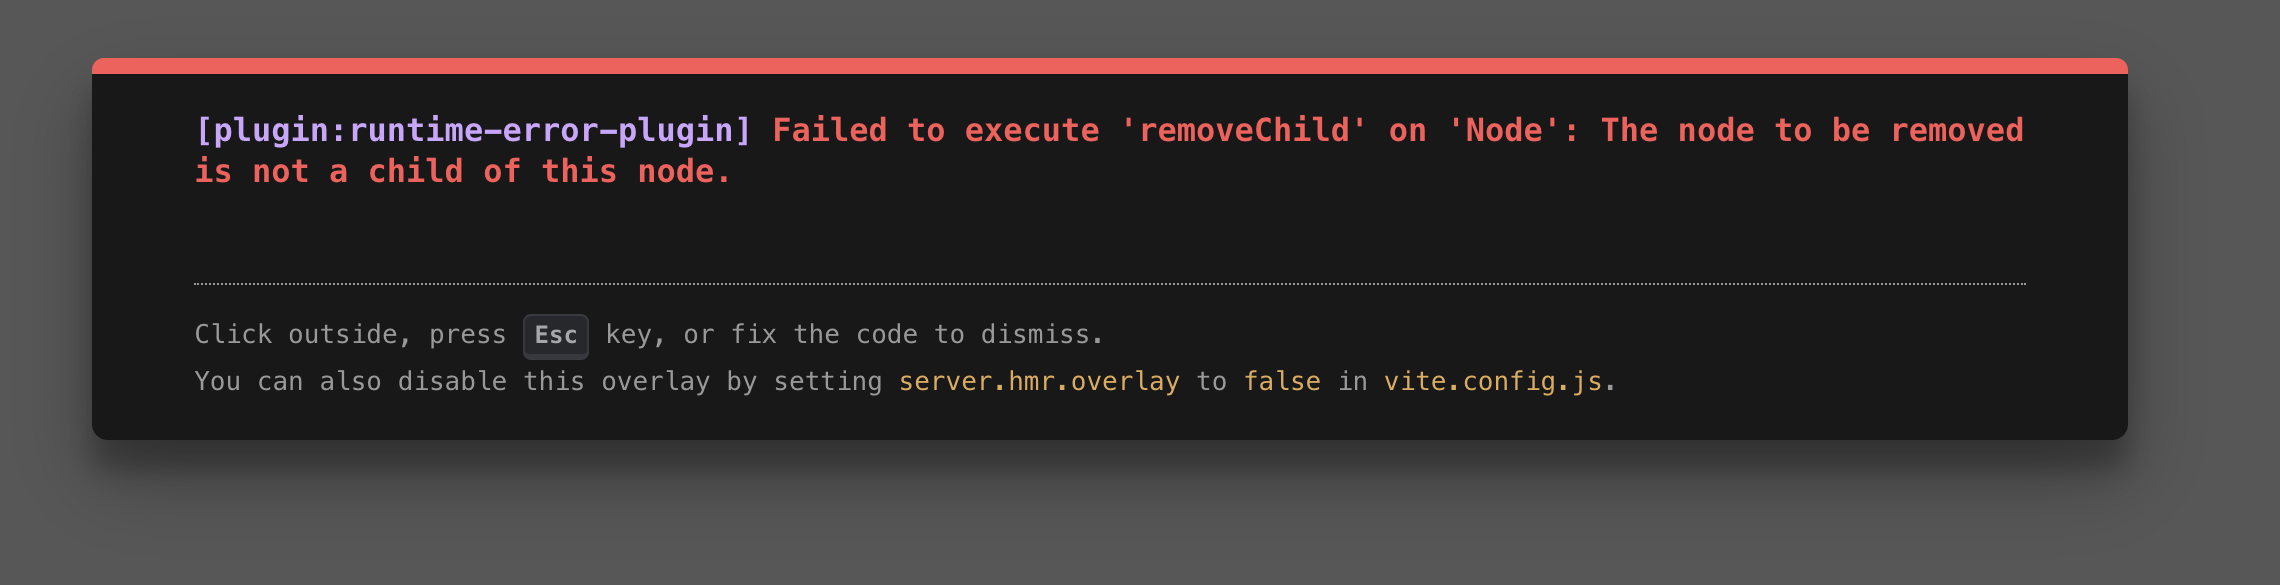 [plugin:runtime-error-plugin] Failed to execute 'removeChild' on 'Node': The node to be removed
is not a child of this node.
Click outside, press Esc key, or fix the code to dismiss.
You can also disable this overlay by setting server.hmr.overlay to false in vite.config.js.